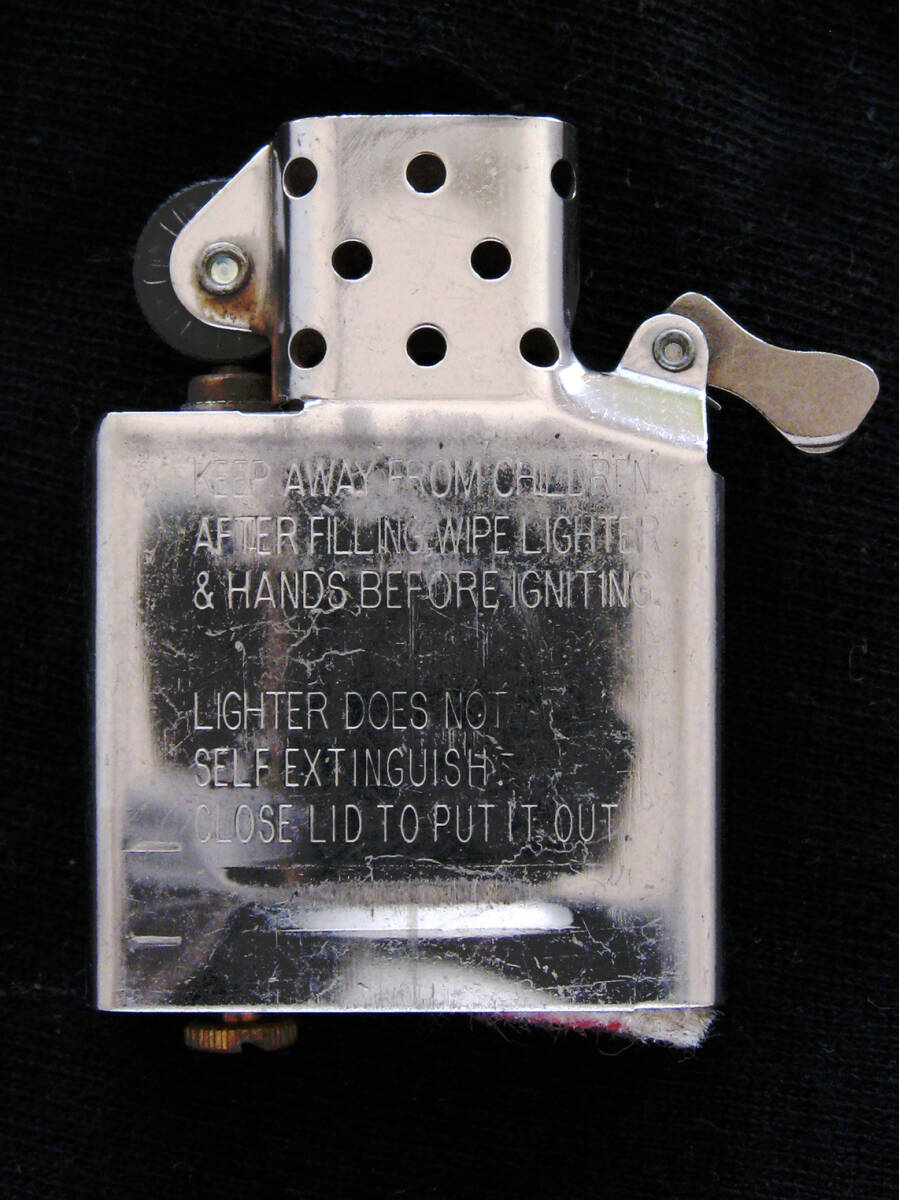 KEEP AWAY FROM CHILDREN.
AFTER FILLING, WIPE LIGHTER
& HANDS BEFORE IGNITING.
LIGHTER DOES NOT
SELF EXTINGUISH.
CLOSE LID TO PUT IT OUT.